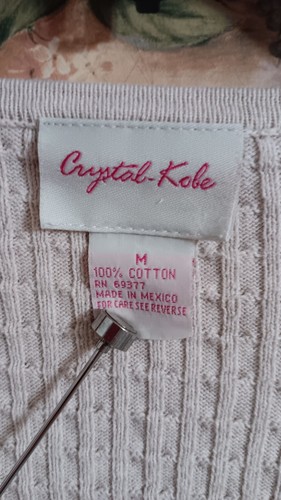 Crystal-Kobe
M
100% COTTON
RN 69377
MADE IN MEXICO
FOR CARE SEE REVERSE